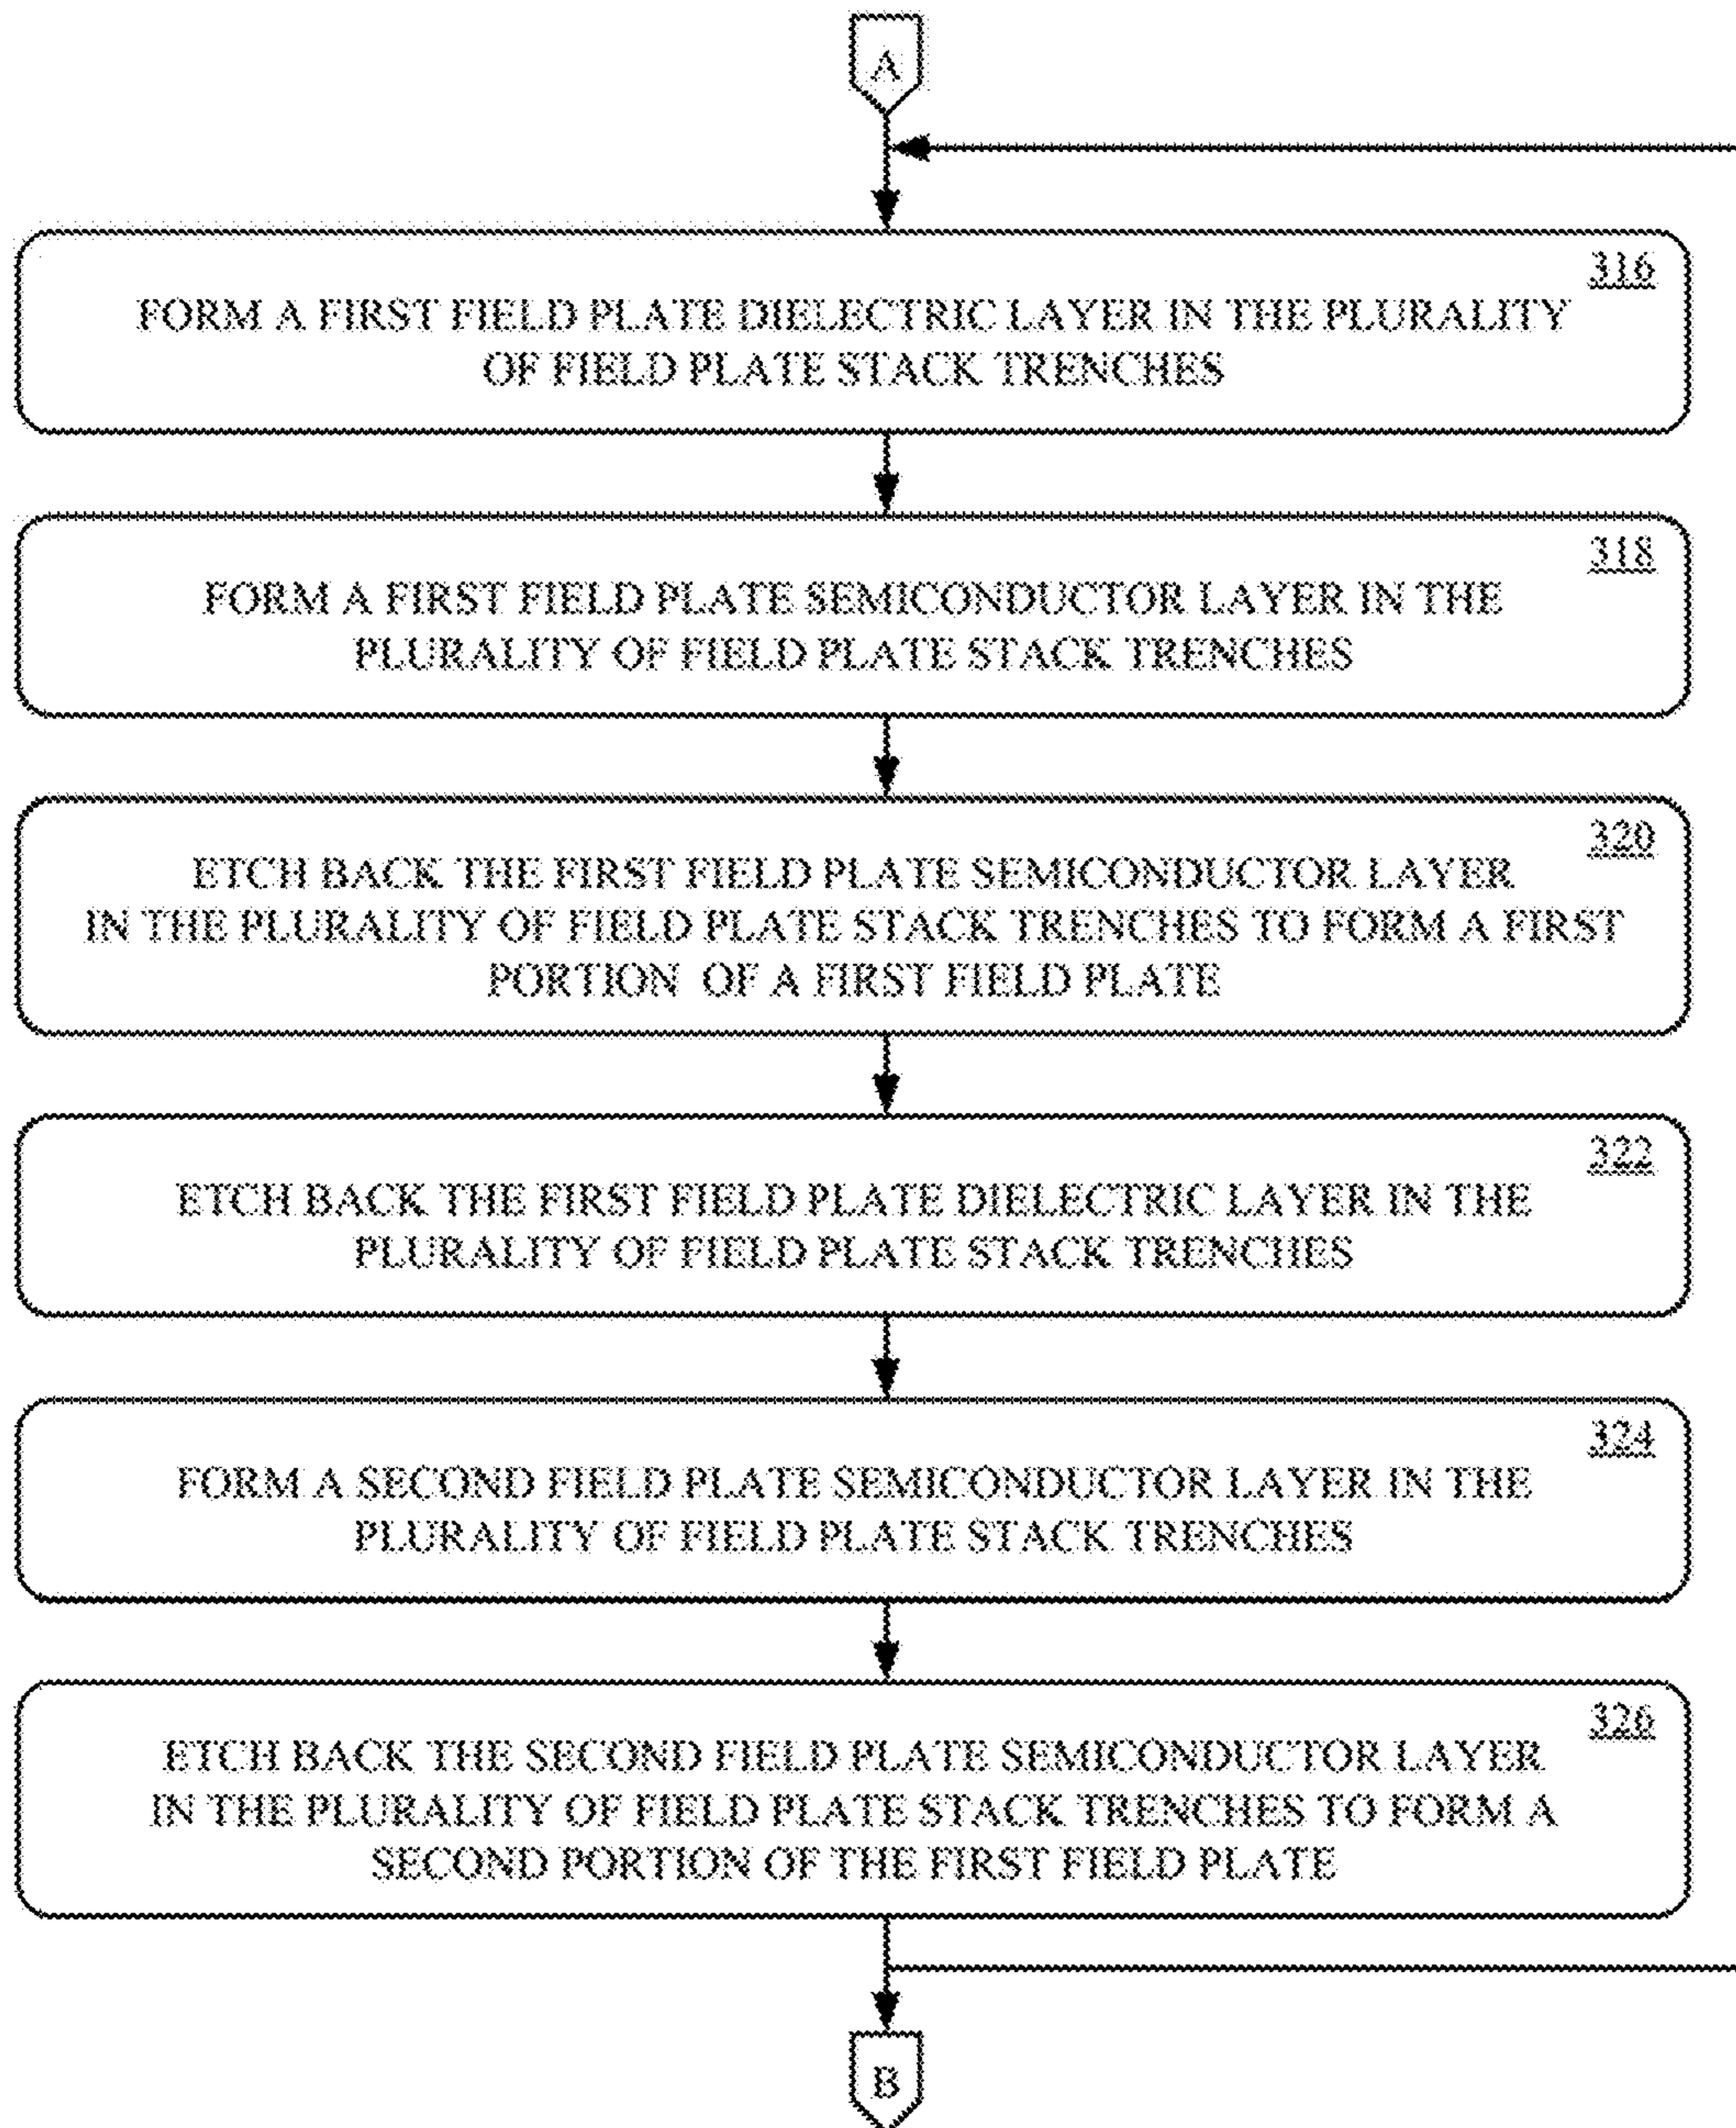 A
316
FORM A FIRST FIELD PLATE DIELECTRIC LAYER IN THE PLURALITY
OF FIELD PLATE STACK TRENCHES
318
FORM A FIRST FIELD PLATE SEMICONDUCTOR LAYER IN THE
PLURALITY OF FIELD PLATE STACK TRENCHES
320
ETCH BACK THE FIRST FIELD PLATE SEMICONDUCTOR LAYER
IN THE PLURALITY OF FIELD PLATE STACK TRENCHES TO FORM A FIRST
PORTION OF A FIRST FIELD PLATE
322
ETCH BACK THE FIRST FIELD PLATE DIELECTRIC LAYER IN THE
PLURALITY OF FIELD PLATE STACK TRENCHES
324
FORM A SECOND FIELD PLATE SEMICONDUCTOR LAYER IN THE
PLURALITY OF FIELD PLATE STACK TRENCHES
326
ETCH BACK THE SECOND FIELD PLATE SEMICONDUCTOR LAYER
IN THE PLURALITY OF FIELD PLATE STACK TRENCHES TO FORM A
SECOND PORTION OF THE FIRST FIELD PLATE
B